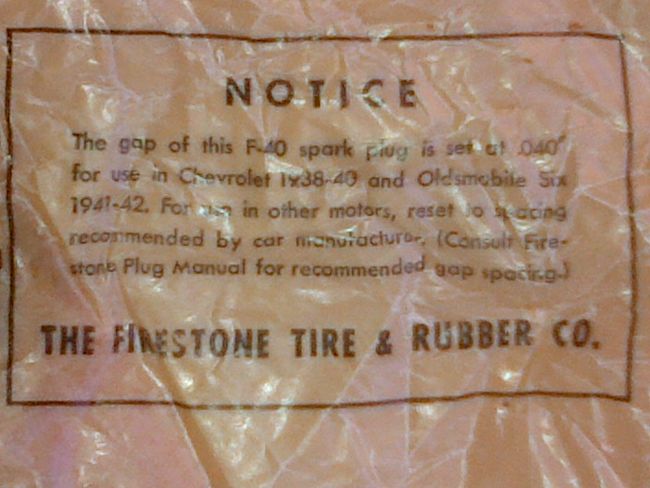 NOTICE
The gap of this F-40 spark plug is set at .040"
for use in Chevrolet 1938-40 and Oldsmobile Six
1941-42. For use in other motors, reset to spacing
recommended by car manufacturer. (Consult Fire-
stone Plug Manual for recommended gap spacing.)
THE FIRESTONE TIRE & RUBBER CO.